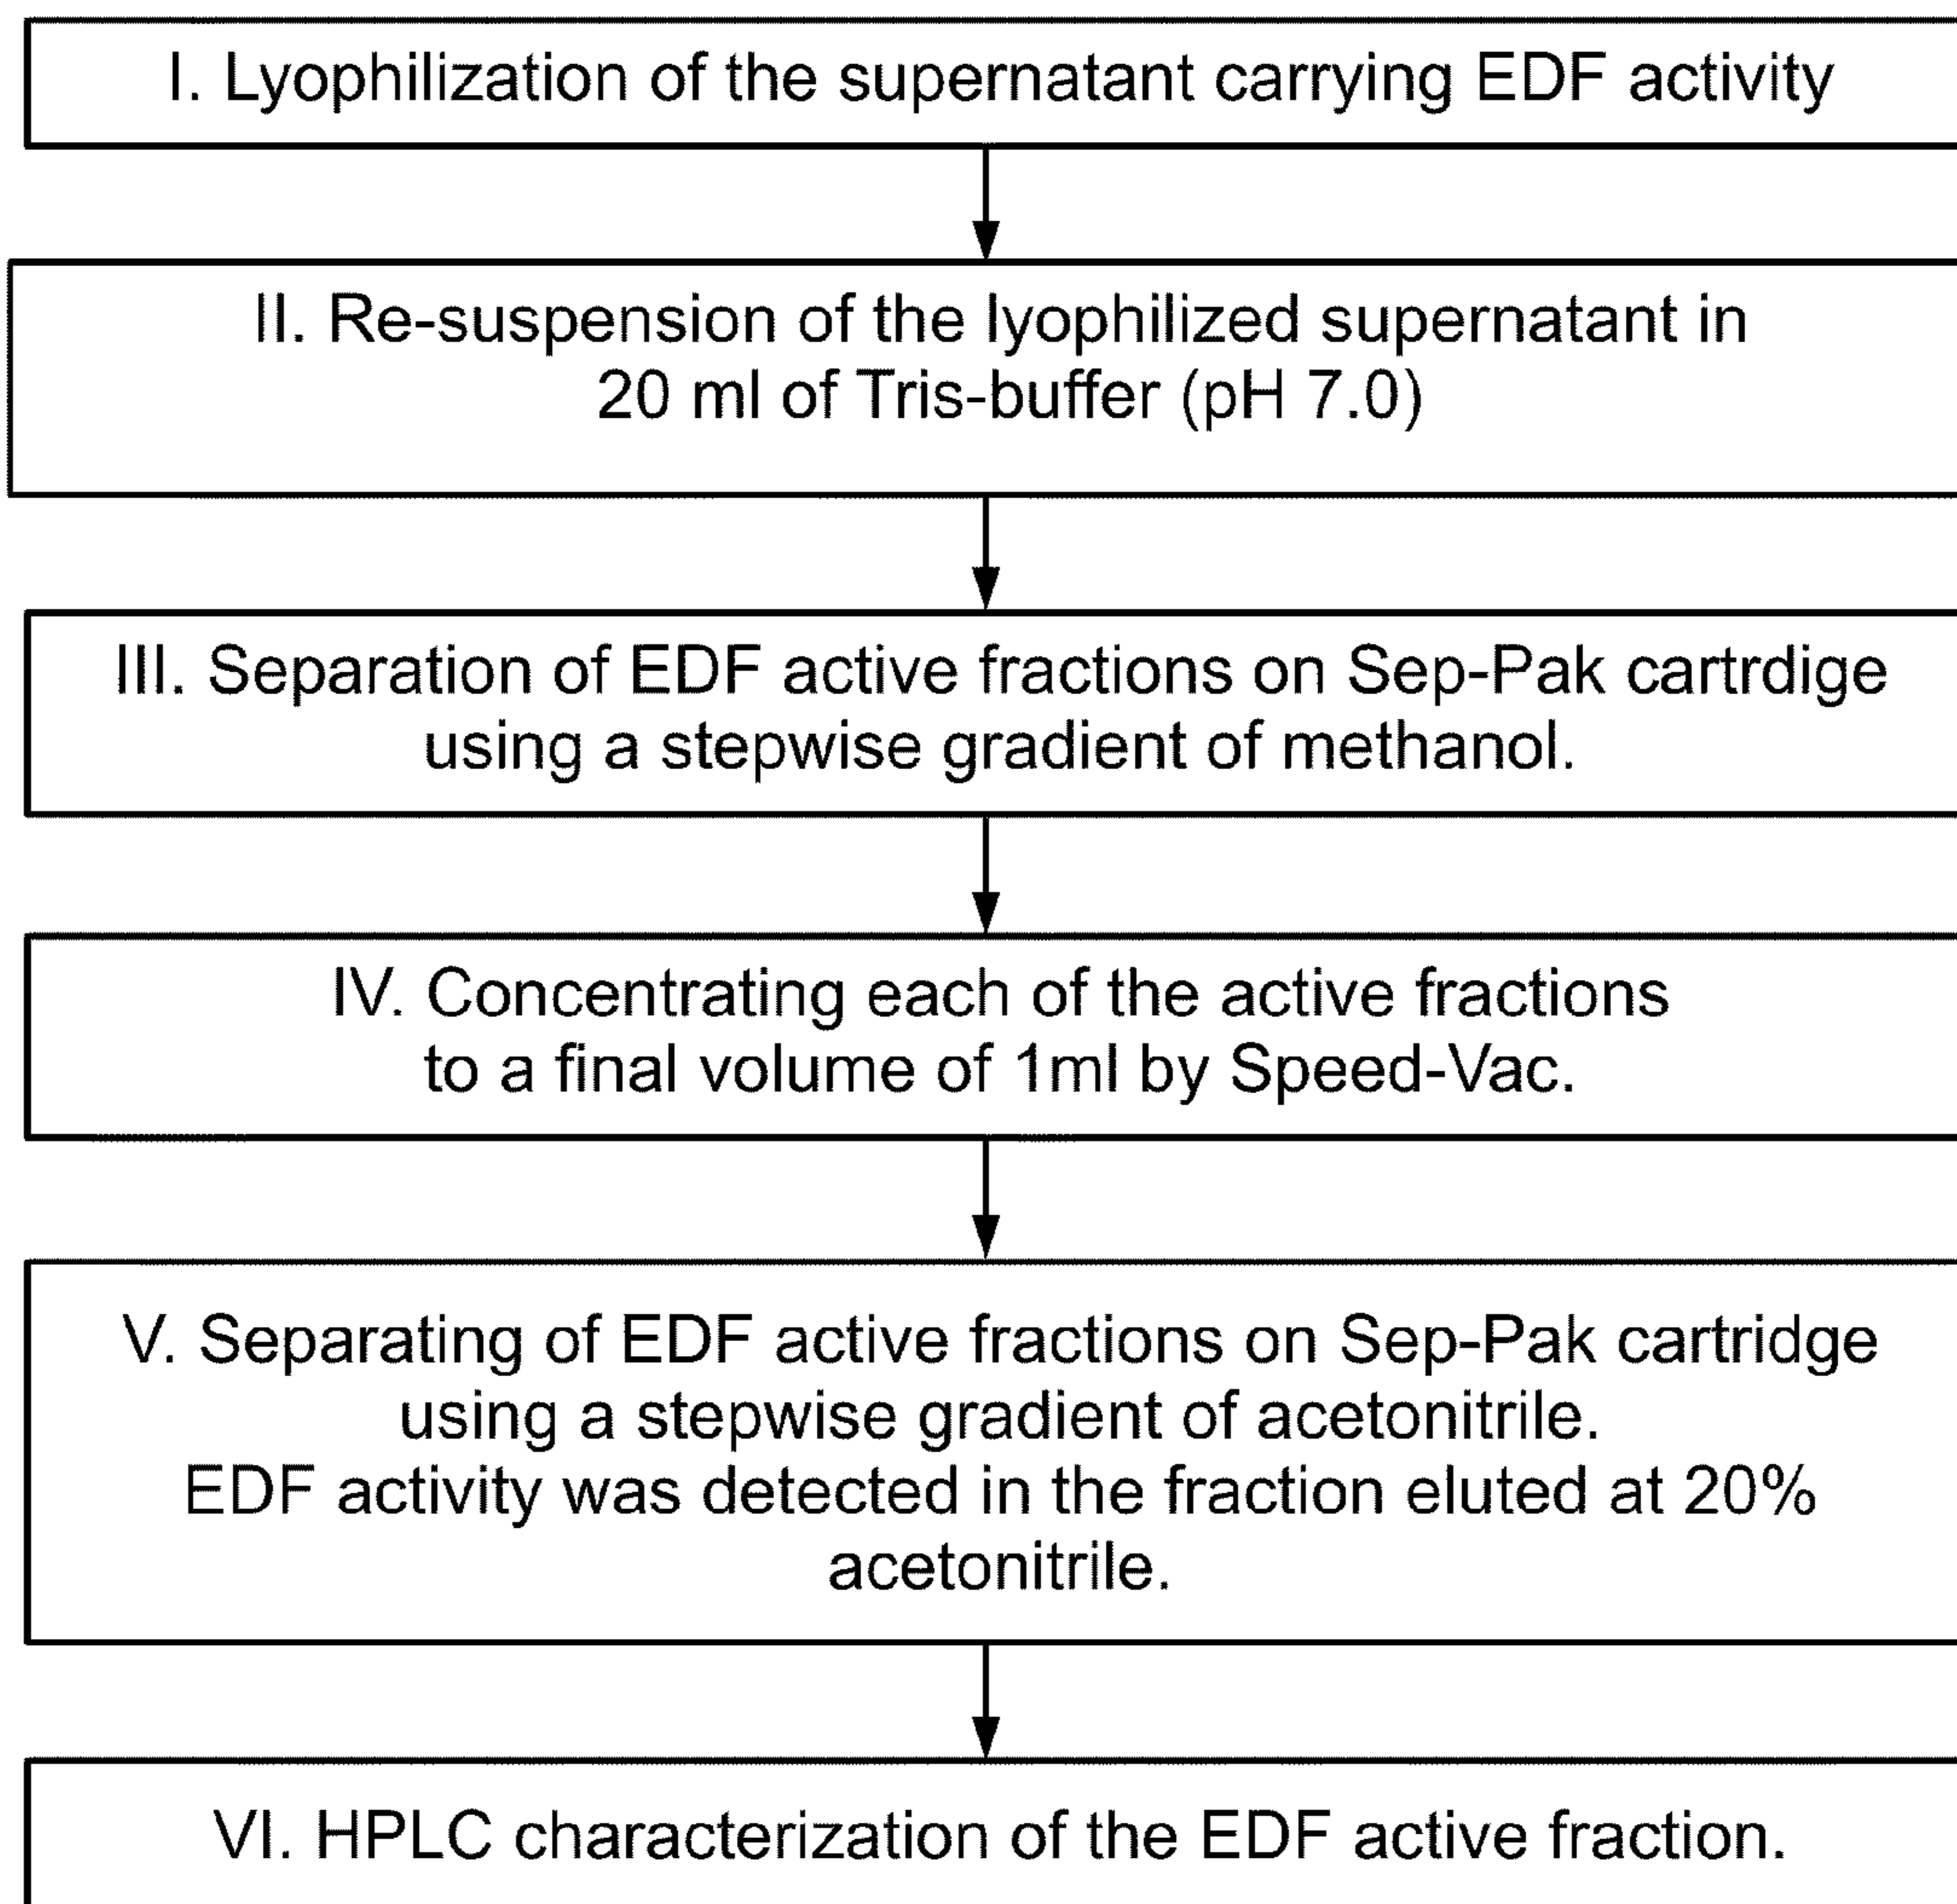 I. Lyophilization of the supernatant carrying EDF activity
II. Re-suspension of the lyophilized supernatant in
20 ml of Tris-buffer (pH 7.0)
III. Separation of EDF active fractions on Sep-Pak cartrdige
using a stepwise gradient of methanol.
IV. Concentrating each of the active fractions
to a final volume of 1ml by Speed-Vac.
V. Separating of EDF active fractions on Sep-Pak cartridge
using a stepwise gradient of acetonitrile.
EDF activity was detected in the fraction eluted at 20%
acetonitrile.
VI. HPLC characterization of the EDF active fraction.